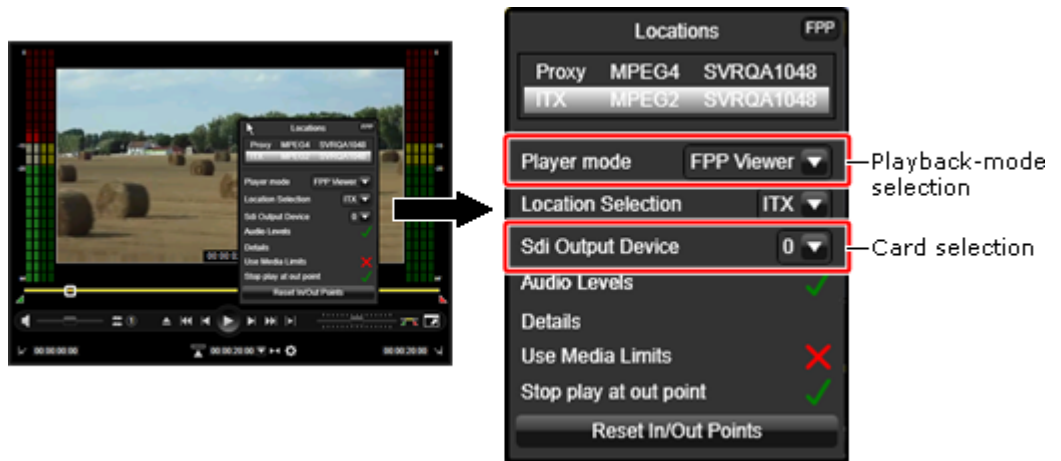 Locations FPP
Proxy MPEG4 SVRQA1048
ITX MPEG2 SVRQA1048
Player mode FPP Viewer
Location Selection ITX
Sdi Output Device 0
Audio Levels
Details
Use Media Limits
Stop play at out point
Reset In/Out Points
00:00:00:00
00:00:20:00
00:00:20:00
Locations FPP
Proxy MPEG4 SVRQA1048
ITX MPEG2 SVRQA1048
Player mode FPP Viewer
Playback-mode
selection
Location Selection ITX
Sdi Output Device 0
Card selection
Audio Levels
Details
Use Media Limits
Stop play at out point
Reset In/Out Points